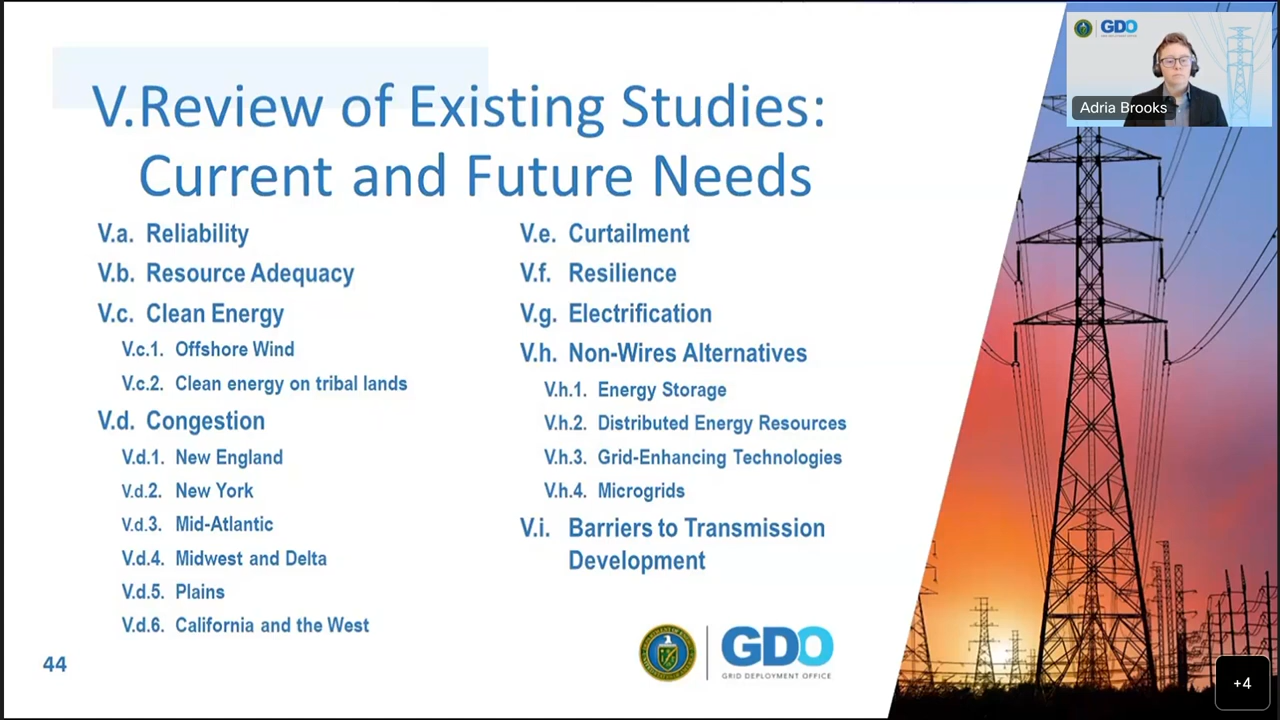 V.Review of Existing Studies:
Current and Future Needs
V.a. Reliability
V.b. Resource Adequacy
V.c. Clean Energy
V.c.1. Offshore Wind
V.c.2. Clean energy on tribal lands
V.d. Congestion
V.d.1. New England
V.d.2. New York
V.d.3. Mid-Atlantic
V.d.4. Midwest and Delta
V.d.5. Plains
V.d.6. California and the West
V.e. Curtailment
V.f. Resilience
V.g. Electrification
V.h. Non-Wires Alternatives
V.h.1. Energy Storage
V.h.2. Distributed Energy Resources
V.h.3. Grid-Enhancing Technologies
V.h.4. Microgrids
V.i. Barriers to Transmission
Development
44
GDO
GRID DEPLOYMENT OFFICE
GDO
Adria Brooks
+4